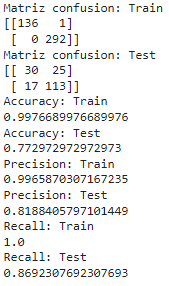 Matriz confusion: Train
[[136   1]
 [  0 292]]
Matriz confusion: Test
[[ 30  25]
 [ 17 113]]
Accuracy: Train
0.9976689976689976
Accuracy: Test
0.772972972972973
Precision: Train
0.9965870307167235
Precision: Test
0.8188405797101449
Recall: Train
1.0
Recall: Test
0.8692307692307693